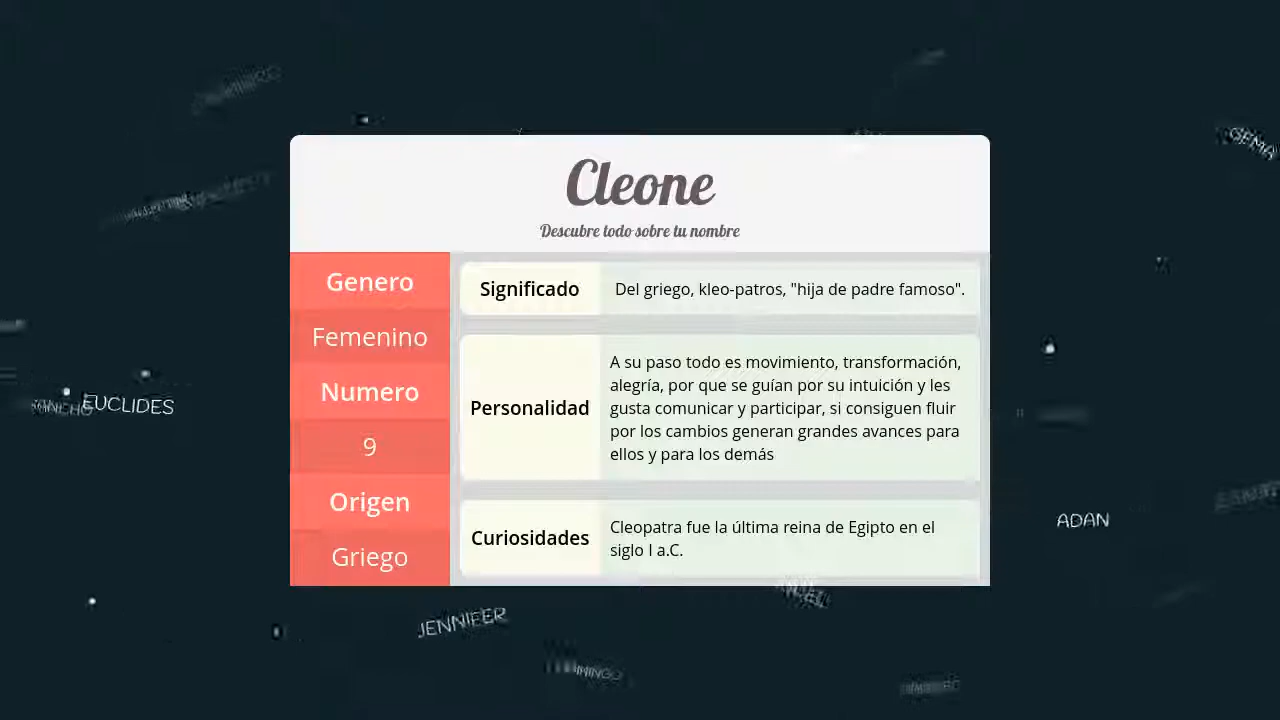 GEMA
Cleone
Descubre todo sobre tu nombre
Genero
Femenino
Numero
9
Origen
Griego
Significado
Del griego, kleo-patros, "hija de padre famoso".
Personalidad
A su paso todo es movimiento, transformación,
alegría, por que se guían por su intuición y les
gusta comunicar y participar, si consiguen fluir
por los cambios generan grandes avances para
ellos y para los demás
Curiosidades
Cleopatra fue la última reina de Egipto en el
siglo I a.C.
EUCLIDES
ADAN
JENNIFER